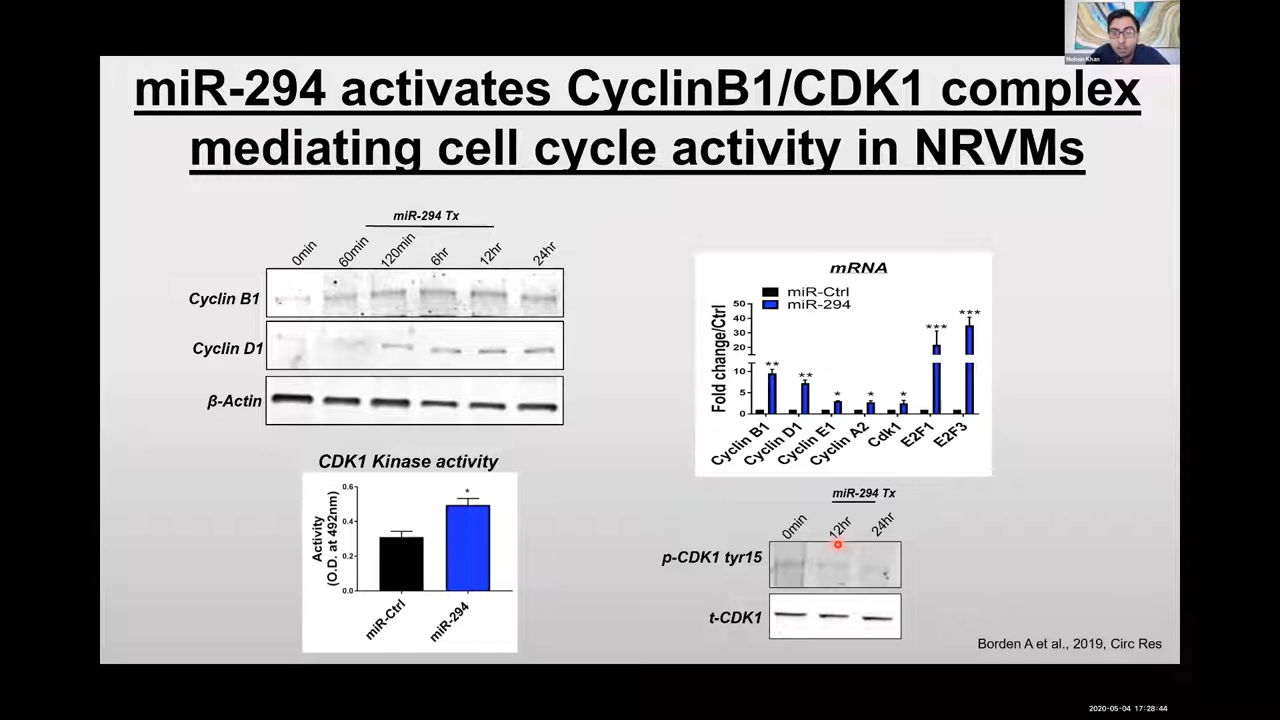 Mohsin Khan
miR-294 activates CyclinB1/CDK1 complex
mediating cell cycle activity in NRVMs
miR-294 Tx
0min
60min
120min
6hr
12hr
24hr
Cyclin B1
Cyclin D1
β-Actin
CDK1 Kinase activity
Activity
(O.D. at 492nm)
0.6
0.4
0.2
0.0
*
miR-Ctrl
miR-294
mRNA
miR-Ctrl
miR-294
Fold change/Ctrl
50
40
30
20
10
5
0
**
**
*
*
*
***
***
Cyclin B1
Cyclin D1
Cyclin E1
Cyclin A2
Cdk1
E2F1
E2F3
miR-294 Tx
0min
12hr
24hr
p-CDK1 tyr15
t-CDK1
Borden A et al., 2019, Circ Res
2020-05-04 17:28:44